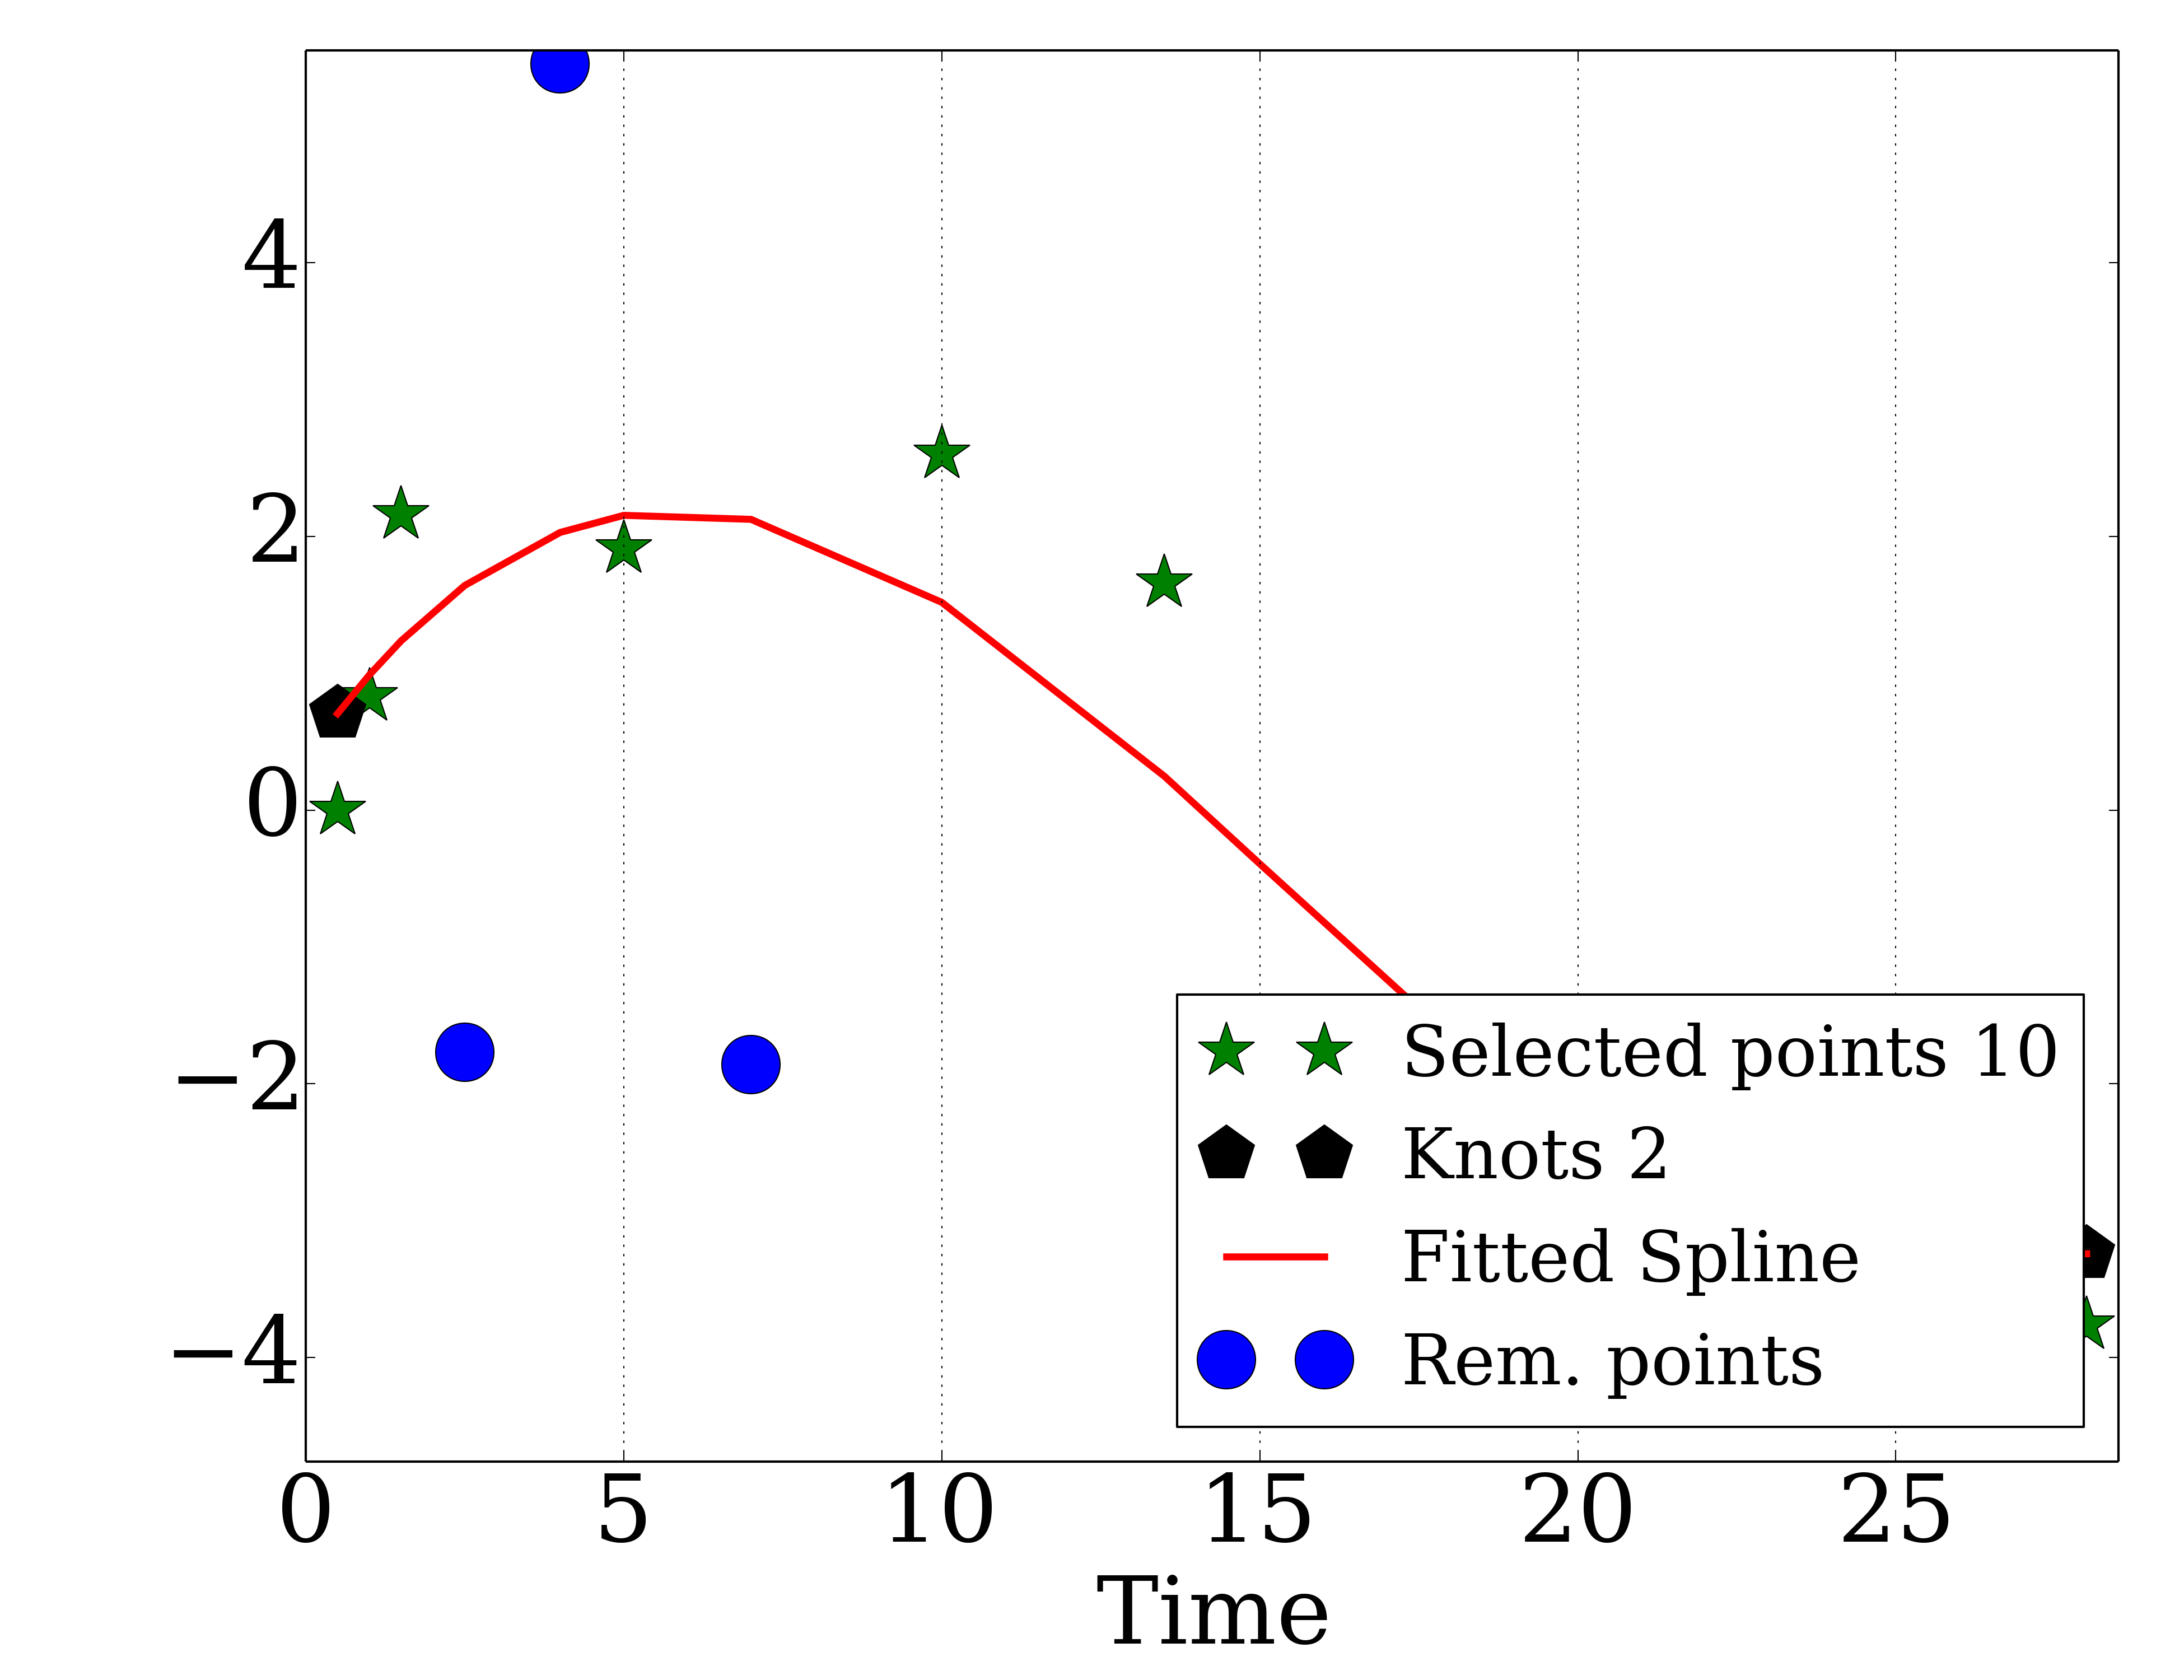 4
2
0
−2
−4
Selected points 10
Knots 2
Fitted Spline
Rem. points
0 5 10 15 20 25
Time